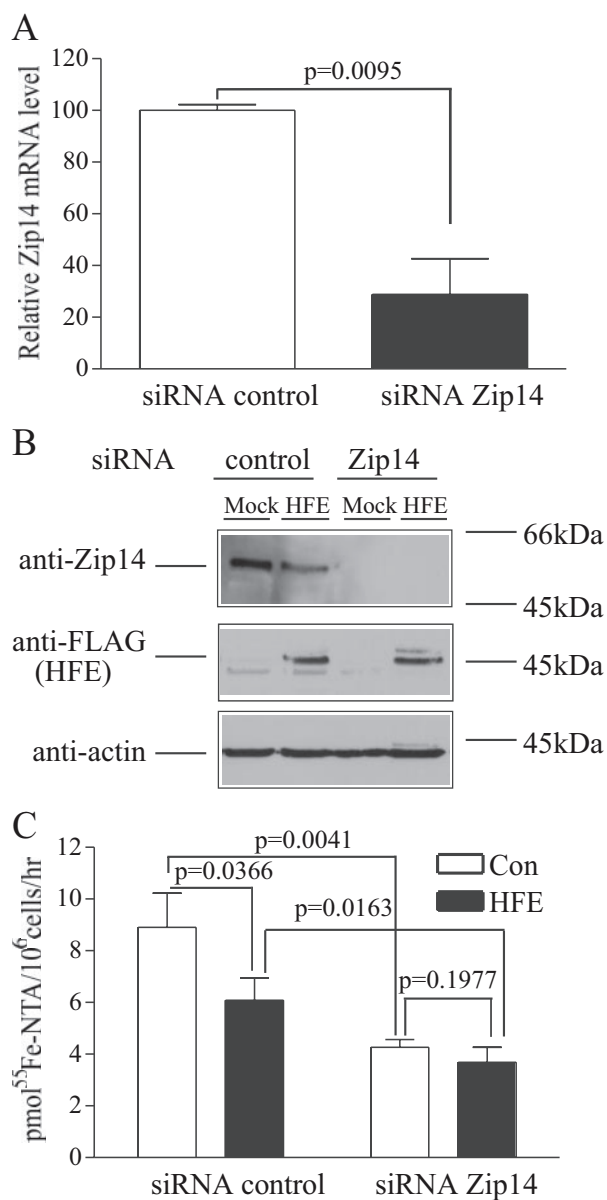 A
Relative Zip14 mRNA level
120
100
80
60
40
20
0
p=0.0095
siRNA control
siRNA Zip14
B
siRNA
control
Zip14
Mock HFE Mock HFE
anti-Zip14
66kDa
45kDa
anti-FLAG
(HFE)
45kDa
anti-actin
45kDa
C
pmol⁵⁵Fe-NTA/10⁶cells/hr
12
10
8
6
4
2
0
p=0.0041
p=0.0366
p=0.0163
p=0.1977
Con
HFE
siRNA control
siRNA Zip14